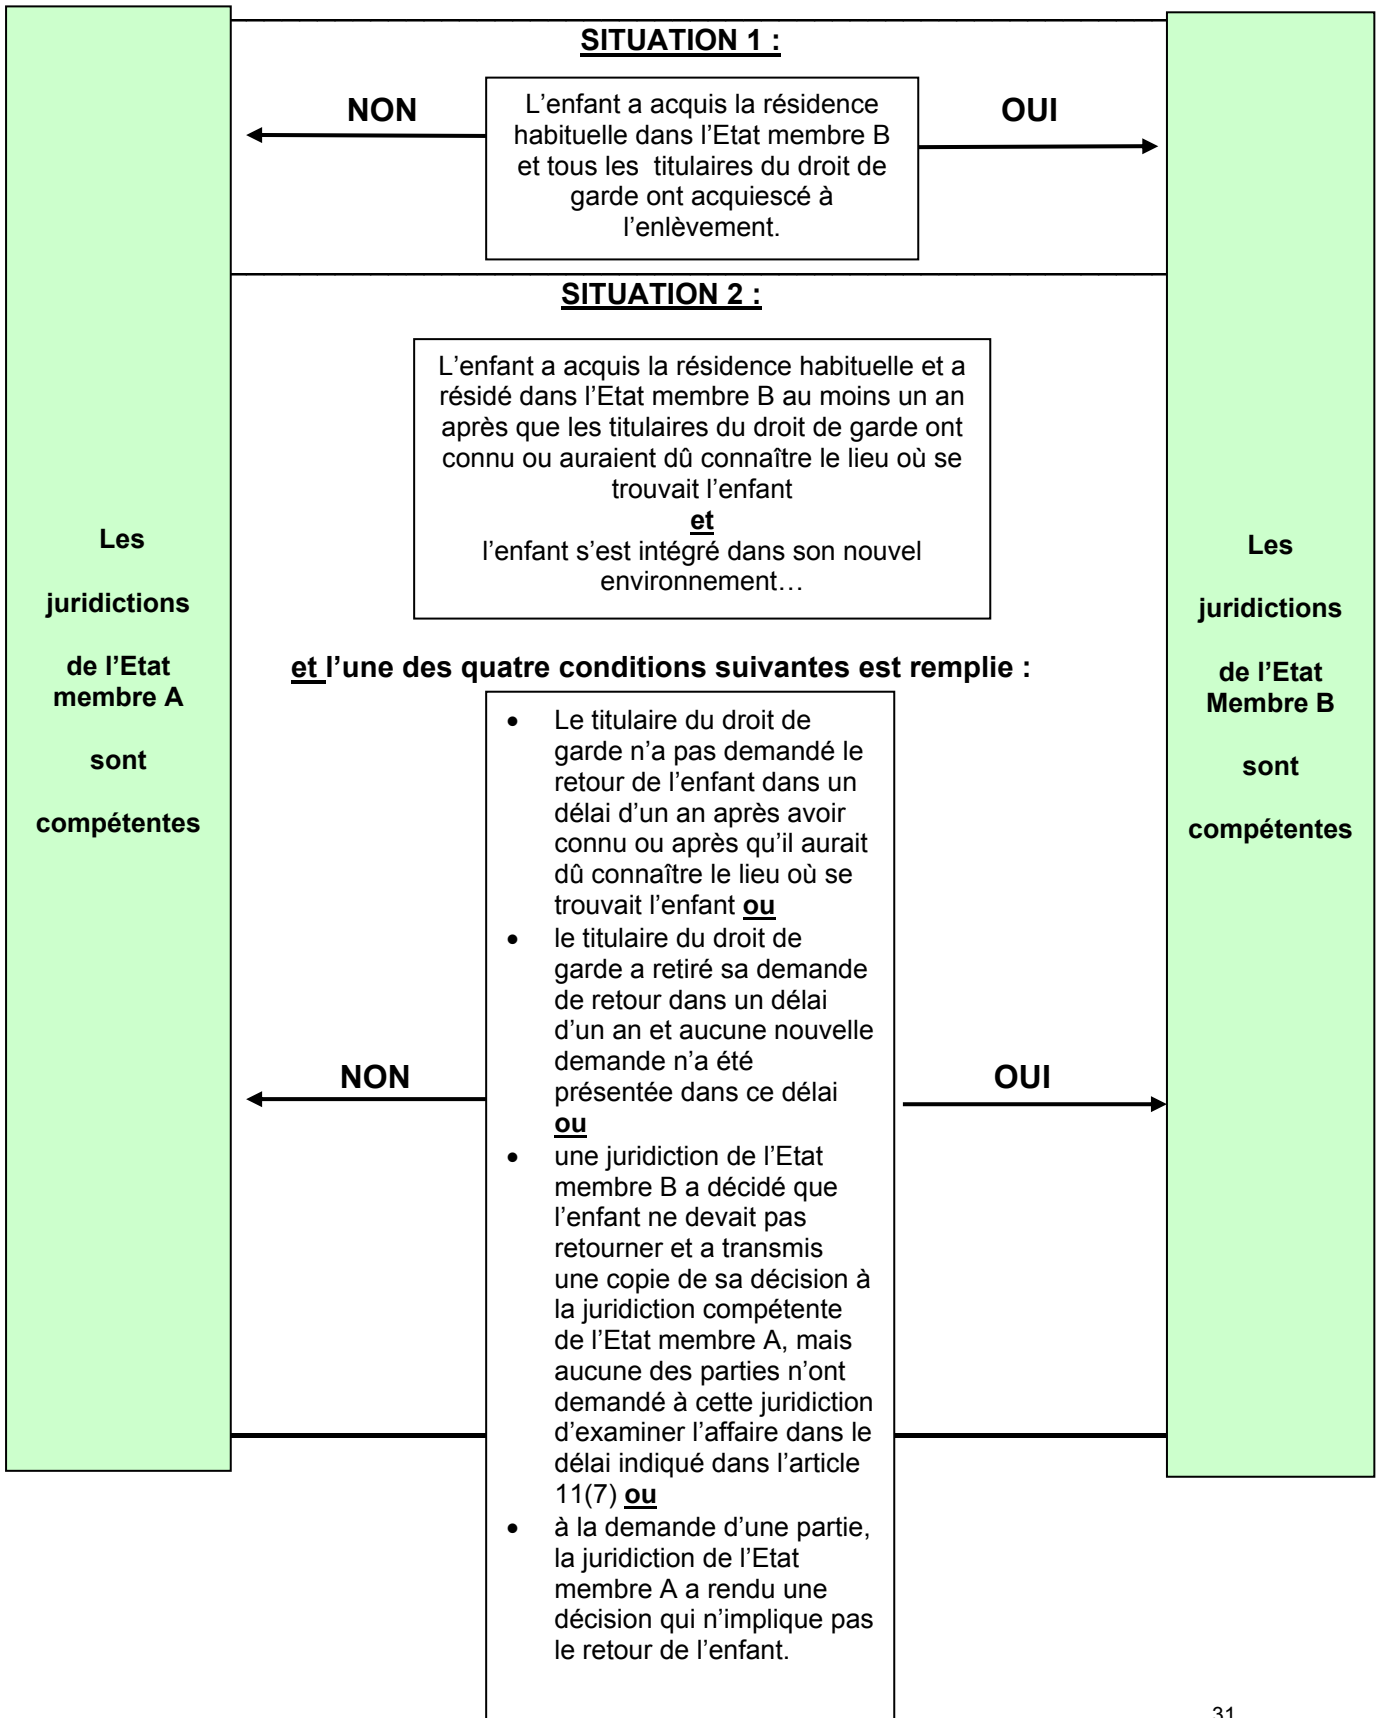 SITUATION 1 :
NON
L’enfant a acquis la résidence
habituelle dans l’Etat membre B
et tous les titulaires du droit de
garde ont acquiescé à
l’enlèvement.
OUI
SITUATION 2 :
L’enfant a acquis la résidence habituelle et a
résidé dans l’Etat membre B au moins un an
après que les titulaires du droit de garde ont
connu ou auraient dû connaître le lieu où se
trouvait l’enfant
et
l’enfant s’est intégré dans son nouvel
environnement…
Les
juridictions
de l’Etat
membre A
sont
compétentes
Les
juridictions
de l’Etat
Membre B
sont
compétentes
et l’une des quatre conditions suivantes est remplie :
• Le titulaire du droit de
garde n’a pas demandé le
retour de l’enfant dans un
délai d’un an après avoir
connu ou après qu’il aurait
dû connaître le lieu où se
trouvait l’enfant ou
• le titulaire du droit de
garde a retiré sa demande
de retour dans un délai
d’un an et aucune nouvelle
demande n’a été
présentée dans ce délai
ou
• une juridiction de l’Etat
membre B a décidé que
l’enfant ne devait pas
retourner et a transmis
une copie de sa décision à
la juridiction compétente
de l’Etat membre A, mais
aucune des parties n’ont
demandé à cette juridiction
d’examiner l’affaire dans le
délai indiqué dans l’article
11(7) ou
• à la demande d’une partie,
la juridiction de l’Etat
membre A a rendu une
décision qui n’implique pas
le retour de l’enfant.
NON
OUI
31